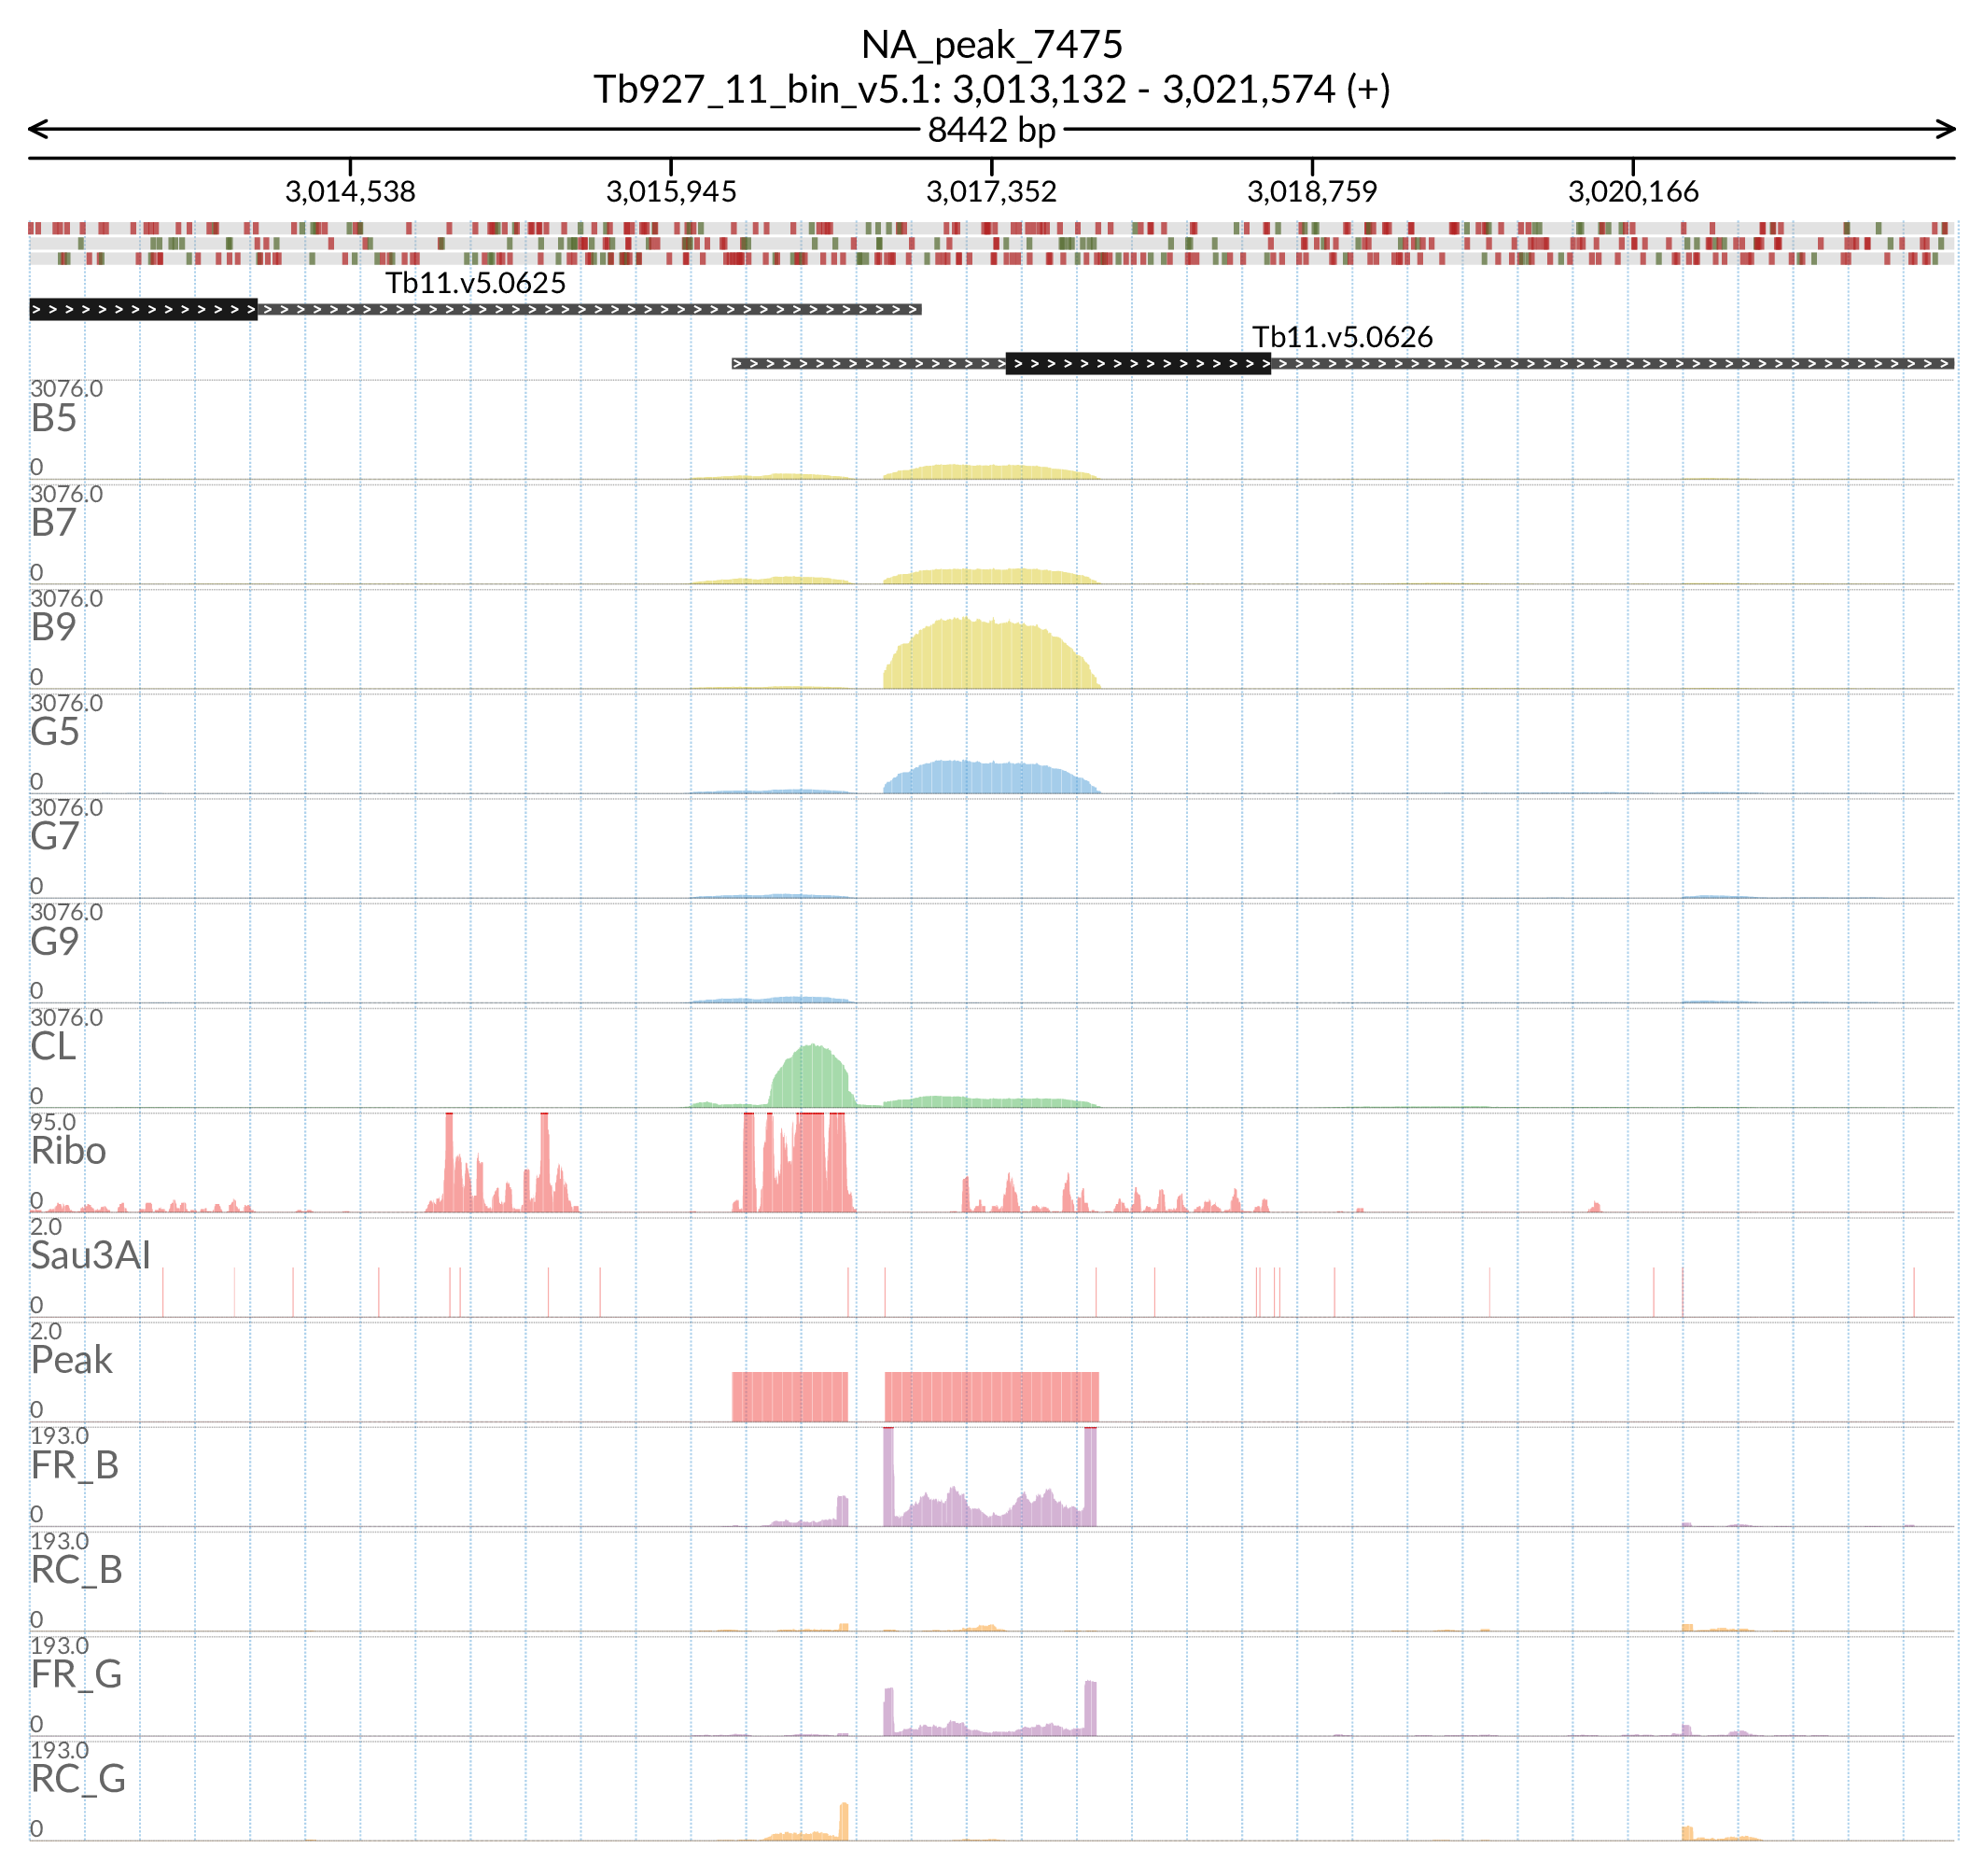 NA_peak_7475
Tb927_11_bin_v5.1: 3,013,132 - 3,021,574 (+)
8442 bp
3,014,538 3,015,945 3,017,352 3,018,759 3,020,166
Tb11.v5.0625
Tb11.v5.0626
3076.0
B5
0
3076.0
B7
0
3076.0
B9
0
3076.0
G5
0
3076.0
G7
0
3076.0
G9
0
3076.0
CL
0
95.0
Ribo
0
2.0
Sau3AI
0
2.0
Peak
0
193.0
FR_B
0
193.0
RC_B
0
193.0
FR_G
0
193.0
RC_G
0